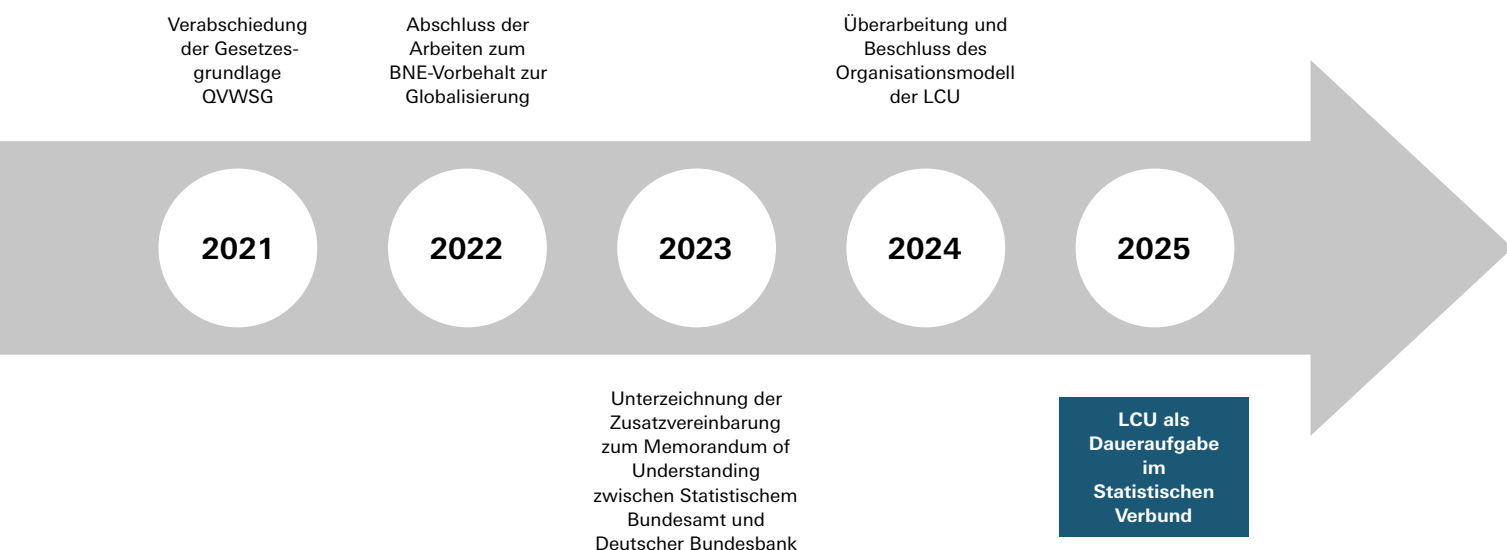 Verabschiedung
der Gesetzes-
grundlage
QVWSG
Abschluss der
Arbeiten zum
BNE-Vorbehalt zur
Globalisierung
Überarbeitung und
Beschluss des
Organisationsmodell
der LCU
2021
2022
2023
2024
2025
Unterzeichnung der
Zusatzvereinbarung
zum Memorandum of
Understanding
zwischen Statistischem
Bundesamt und
Deutscher Bundesbank
LCU als
Daueraufgabe
im
Statistischen
Verbund